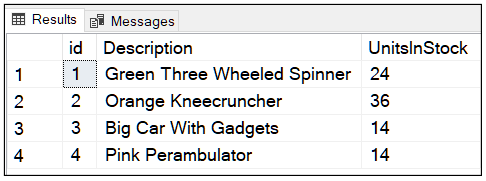 Results Messages
id Description UnitsInStock
1 1 Green Three Wheeled Spinner 24
2 2 Orange Kneecruncher 36
3 3 Big Car With Gadgets 14
4 4 Pink Perambulator 14